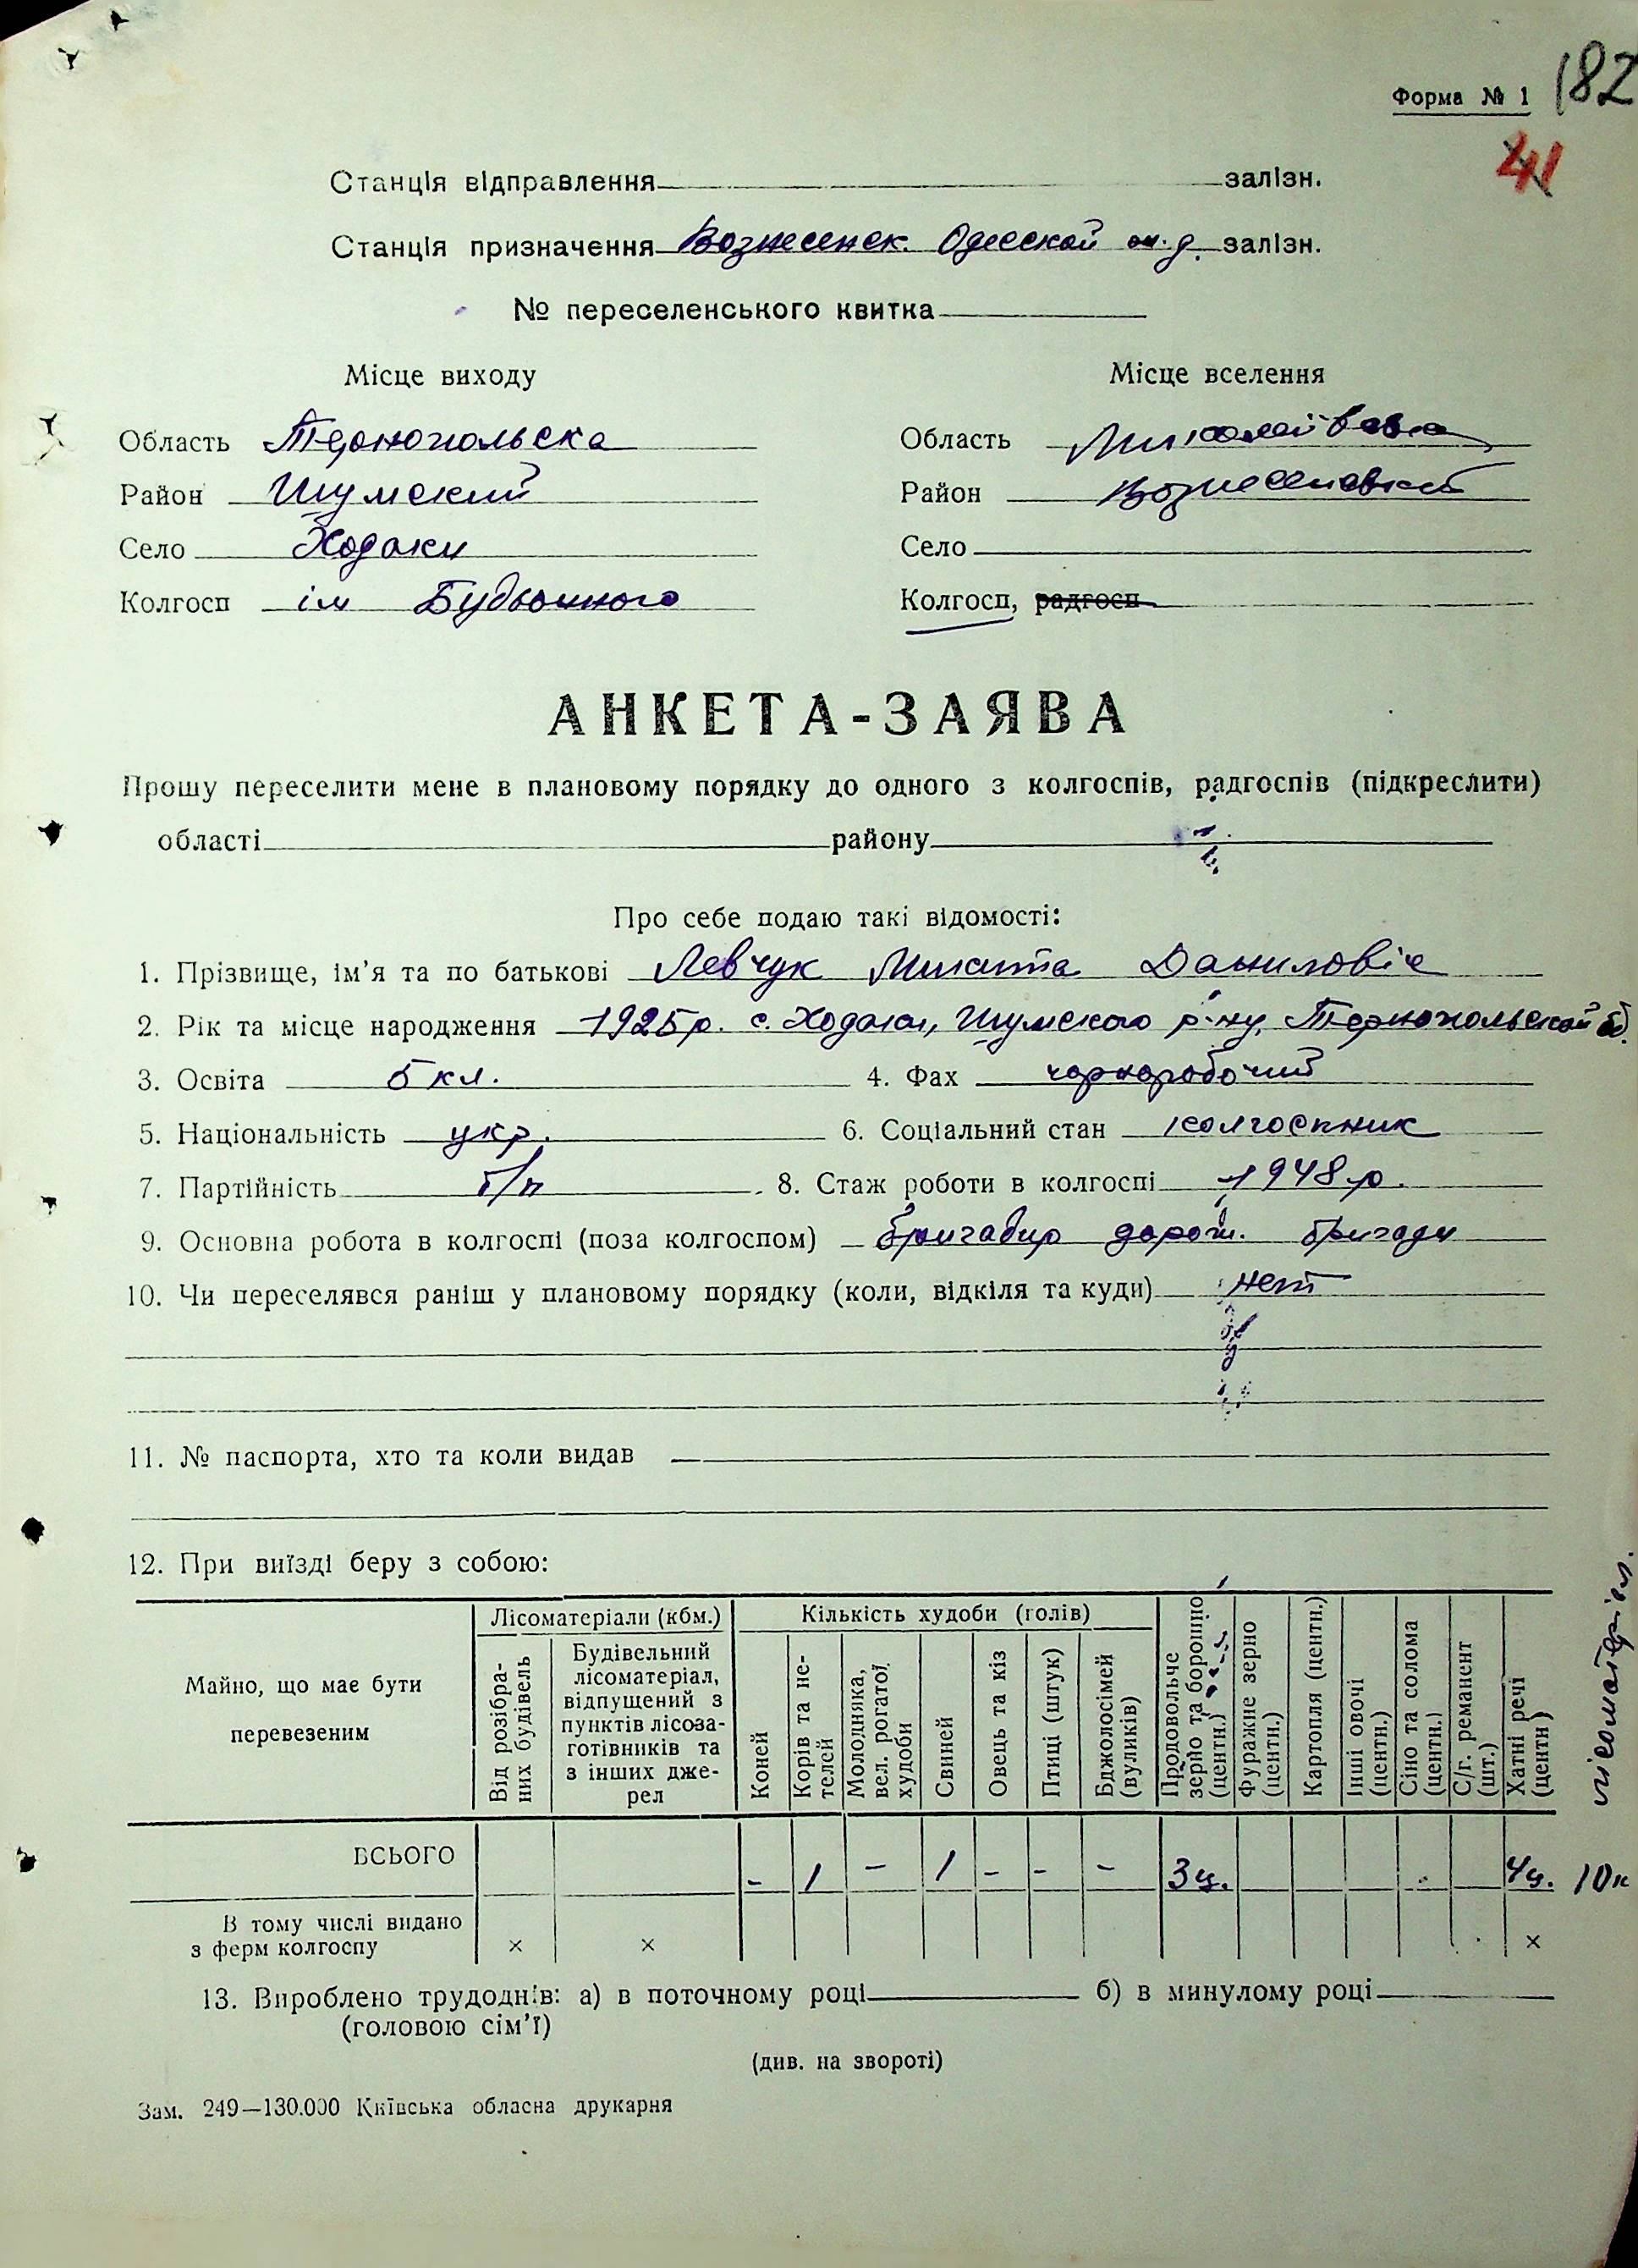 Форма № 1 182
41
Станція відправлення залізн.
Станція призначення Вознесенск. Одесской ж.д. залізн.
№ переселенського квитка
Місце виходу Місце вселення
Область Тернопольска Область Миколаївська
Район Шумский Район Вознесенський
Село Ходаки Село
Колгосп ім Будьонного Колгосп, радгосп
АНКЕТА-ЗАЯВА
Прошу переселити мене в плановому порядку до одного з колгоспів, радгоспів (підкреслити)
області району
Про себе подаю такі відомості:
1. Прізвище, ім’я та по батькові Левчук Микита Данилович
2. Рік та місце народження 1925р. с. Ходаки, Шумского р-ну, Тернопольской об.
3. Освіта 5 кл. 4. Фах чорноробочий
5. Національність укр. 6. Соціальний стан колгоспник
7. Партійність б/п 8. Стаж роботи в колгоспі 1948 р.
9. Основна робота в колгоспі (поза колгоспом) бригадир дорож. бригади
10. Чи переселявся раніш у плановому порядку (коли, відкіля та куди) нет
11. № паспорта, хто та коли видав
12. При виїзді беру з собою:
Майно, що має бути перевезеним
Лісоматеріали (кбм.)
Від розібраних будівель
Будівельний лісоматеріал, відпущений з пунктів лісозаготівників та з інших джерел
Кількість худоби (голів)
Коней
Корів та нетелей
Молодняка, вел. рогатої худоби
Свиней
Овець та кіз
Птиці (штук)
Бджолосімей (вуликів)
Продовольче зерно та борошно (центн.)
Фуражне зерно (центн.)
Картопля (центн.)
Інші овочі (центн.)
Сіно та солома (центн.)
С/г. реманент (шт.)
Хатні речі (центн)
лісоматеріял.
ВСЬОГО - 1 - 1 - - - 3ц. 4ц. 10к
В тому числі видано
з ферм колгоспу × × ×
13. Вироблено трудоднів: а) в поточному році б) в минулому році
(головою сім’ї)
(див. на звороті)
Зам. 249—130.000 Київська обласна друкарня